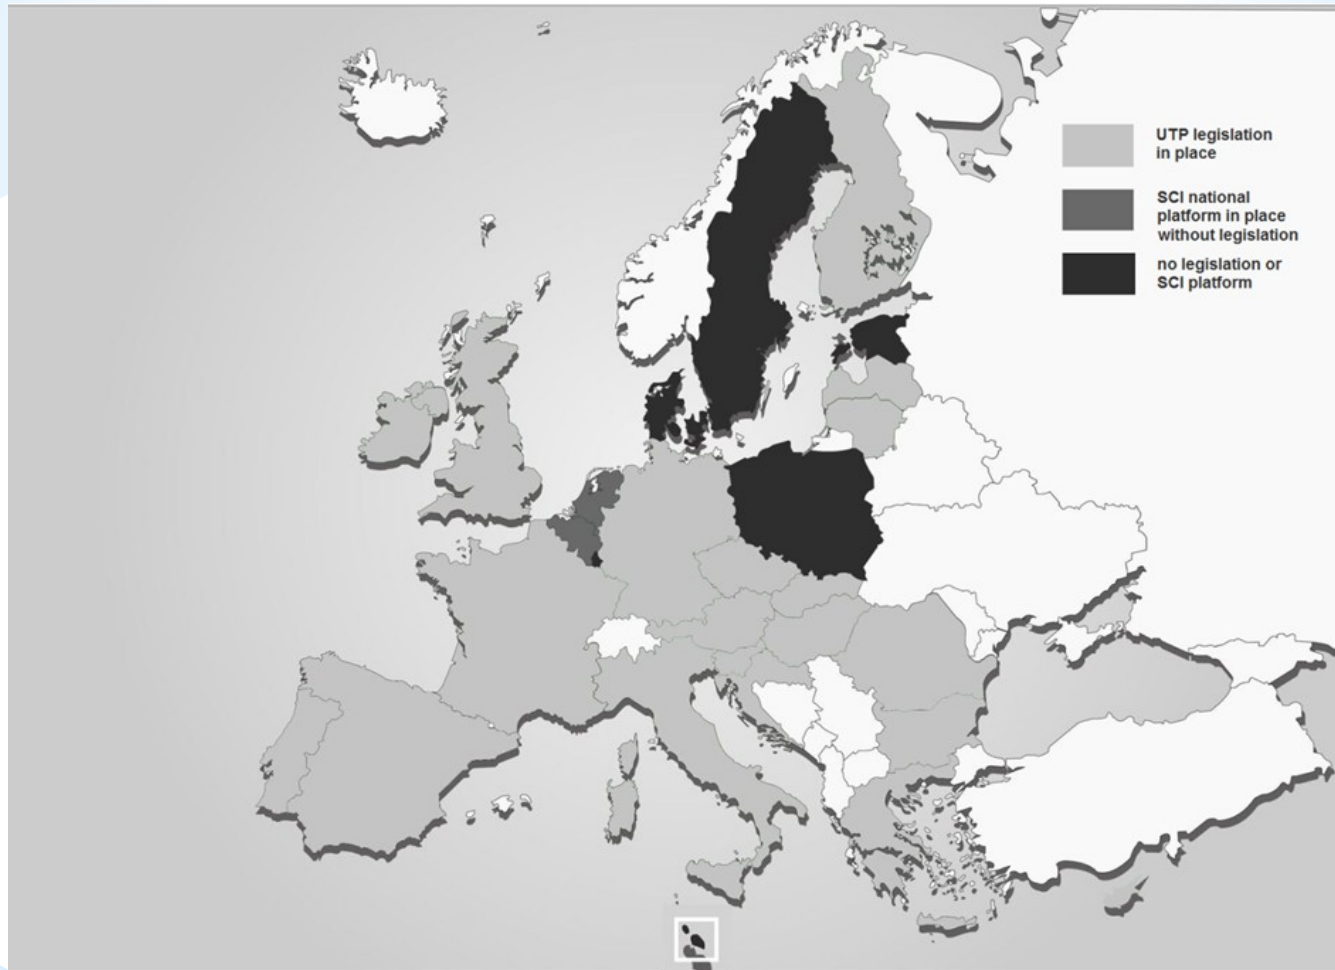 UTP legislation
in place
SCI national
platform in place
without legislation
no legislation or
SCI platform